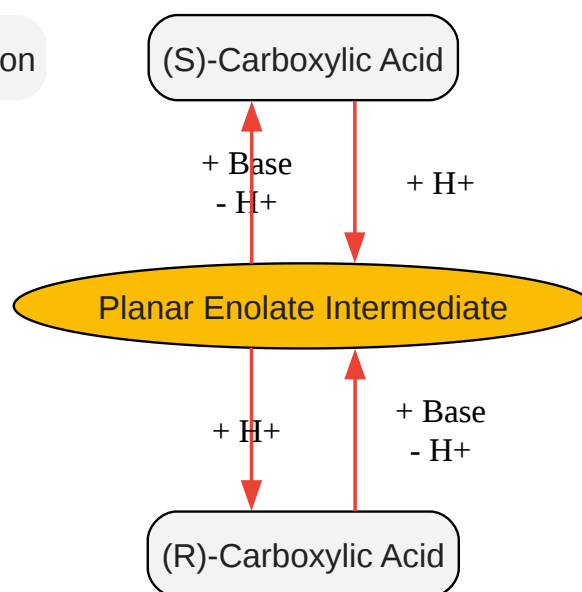 on
(S)-Carboxylic Acid
+ Base
- H+
+ H+
Planar Enolate Intermediate
+ H+
+ Base
- H+
(R)-Carboxylic Acid